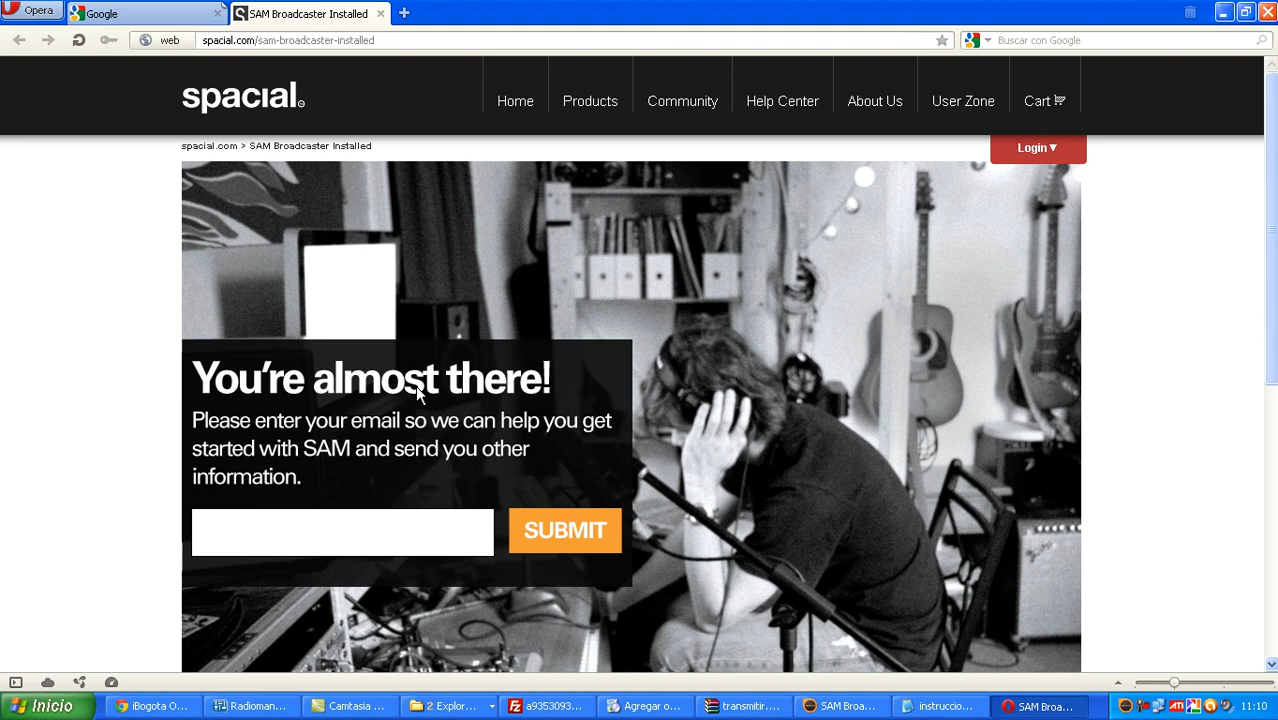 Opera
Google
SAM Broadcaster Installed
web
spacial.com/sam-broadcaster-installed
Buscar con Google
spacial.
Home
Products
Community
Help Center
About Us
User Zone
Cart
spacial.com > SAM Broadcaster Installed
Login ▼
You're almost there!
Please enter your email so we can help you get
started with SAM and send you other
information.
SUBMIT
Inicio
iBogota O...
Radioman...
Camtasia ...
2 Explor...
a9353093...
Agregar o...
transmitir....
SAM Broa...
instruccio...
SAM Broa...
ATI
11:10